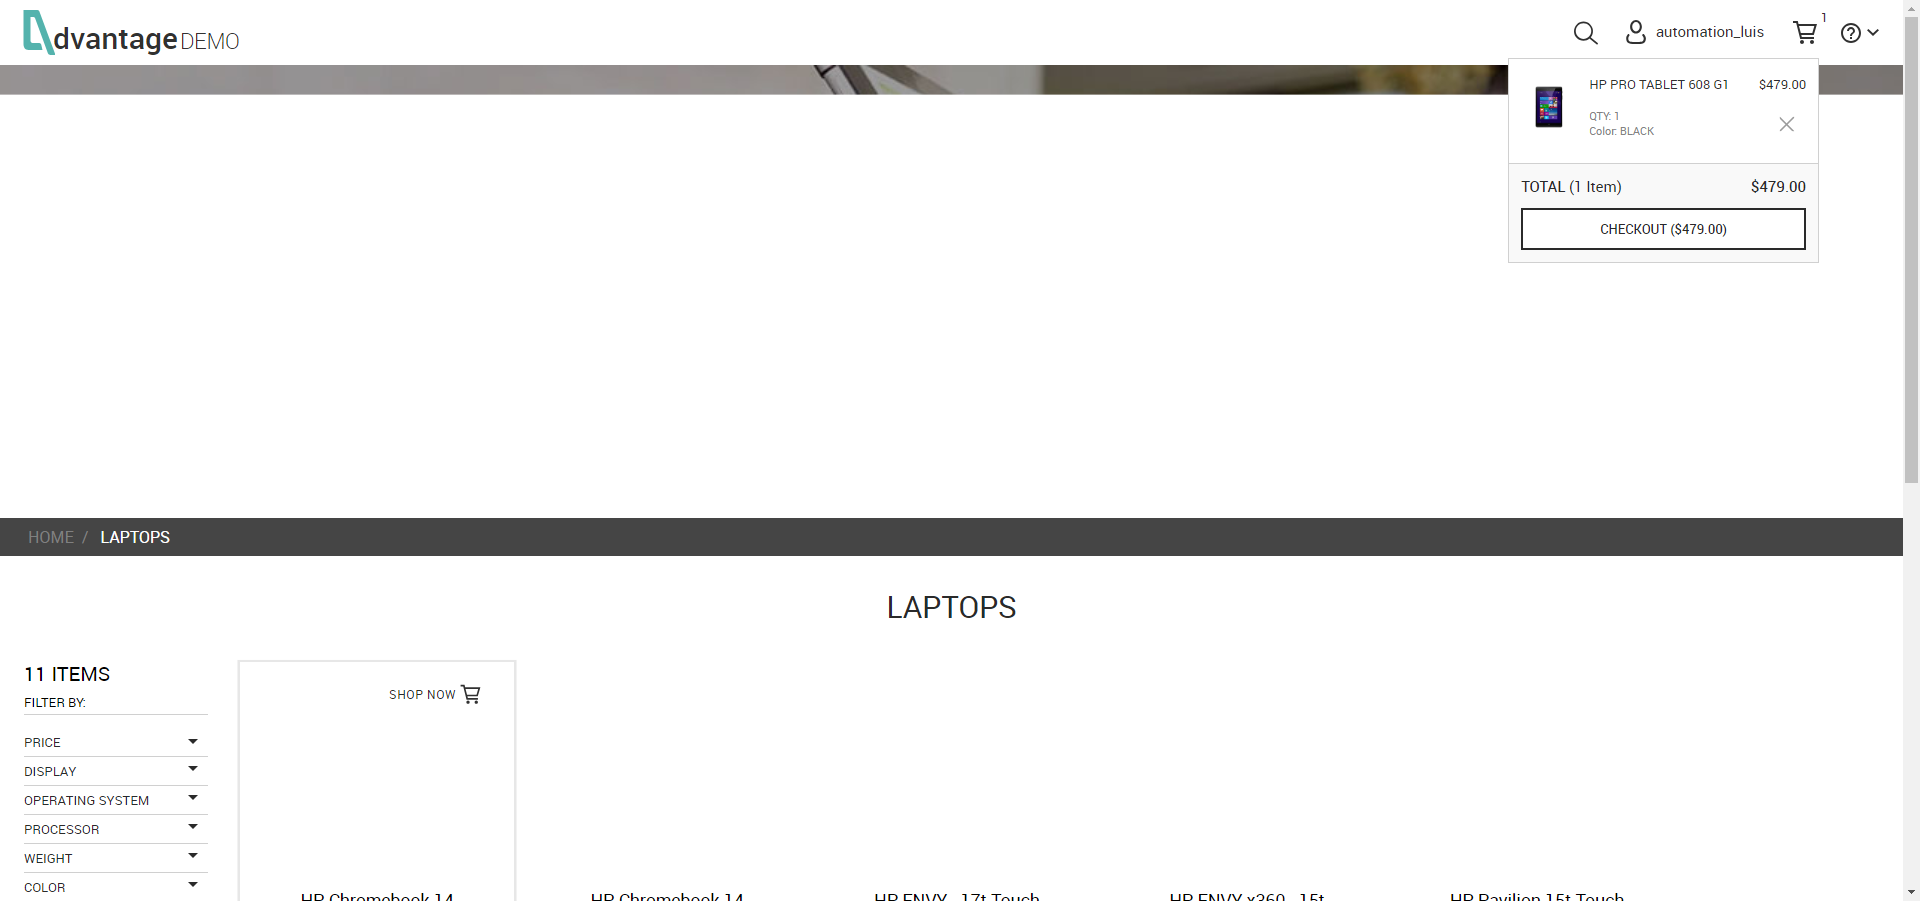 dvantage DEMO
automation_luis
1
HP PRO TABLET 608 G1 $479.00
QTY: 1
Color: BLACK
TOTAL (1 Item) $479.00
CHECKOUT ($479.00)
HOME / LAPTOPS
LAPTOPS
11 ITEMS
FILTER BY:
SHOP NOW
PRICE
DISPLAY
OPERATING SYSTEM
PROCESSOR
WEIGHT
COLOR
HP Chromebook 14 HP Chromebook 14 HP ENVY - 17t Touch HP ENVY x360 - 15t HP Pavilion 15t Touch